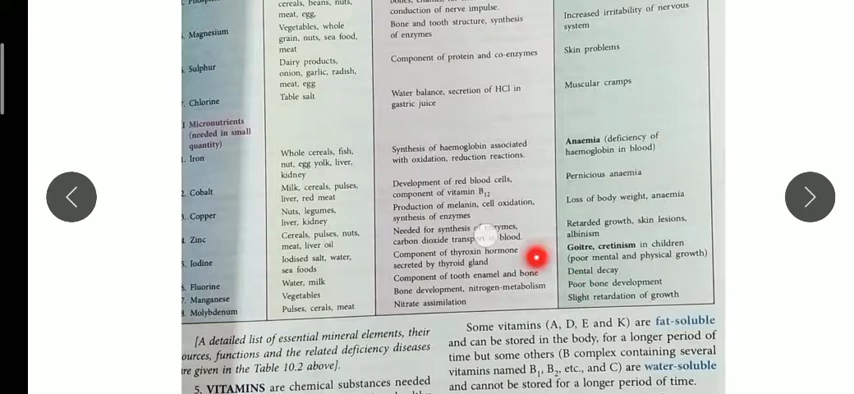 cereals, beans, nuts,
meat, egg,
conduction of nerve impulse.
Magnesium
Vegetables, whole
grain, nuts, sea food,
meat
Bone and tooth structure, synthesis
of enzymes
Increased irritability of nervous
system
Sulphur
Dairy products,
onion, garlic, radish,
meat, egg
Component of protein and co-enzymes
Skin problems
Chlorine
Table salt
Water balance, secretion of HCl in
gastric juice
Muscular cramps
Micronutrients
(needed in small
quantity)
Iron
Whole cereals, fish,
nut, egg yolk, liver,
kidney
Synthesis of haemoglobin associated
with oxidation, reduction reactions.
Anaemia (deficiency of
haemoglobin in blood)
Cobalt
Milk, cereals, pulses,
liver, red meat
Development of red blood cells,
component of vitamin B12
Pernicious anaemia
Copper
Nuts, legumes,
liver, kidney
Production of melanin, cell oxidation,
synthesis of enzymes
Loss of body weight, anaemia
Zinc
Cereals, pulses, nuts,
meat, liver oil
Needed for synthesis
carbon dioxide blood.
Retarded growth, skin lesions,
albinism
5. Iodine
Iodised salt, water,
sea foods
Component of thyroxin hormone
secreted by thyroid gland
Goitre, cretinism in children
(poor mental and physical growth)
Fluorine
Water, milk
Component of tooth enamel and bone
Dental decay
7. Manganese
Vegetables
Bone development, nitrogen-metabolism
Poor bone development
8. Molybdenum
Pulses, cerals, meat
Nitrate assimilation
Slight retardation of growth
[A detailed list of essential mineral elements, their
ources, functions and the related deficiency diseases
re given in the Table 10.2 above].
5. VITAMINS are chemical substances needed
Some vitamins (A, D, E and K) are fat-soluble
and can be stored in the body, for a longer period of
time but some others (B complex containing several
vitamins named B1, B2, etc., and C) are water-soluble
and cannot be stored for a longer period of time.